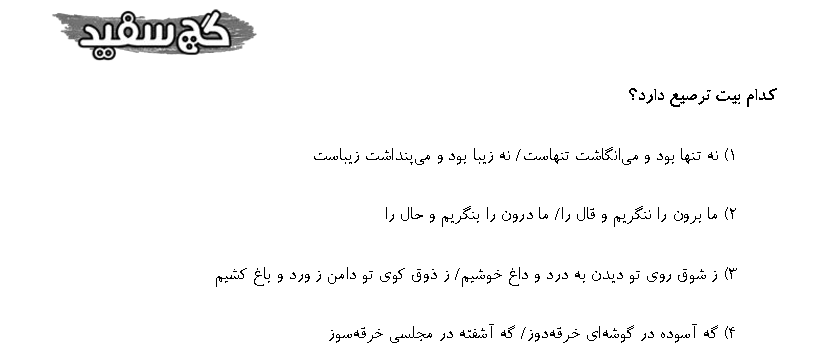 گچ سفید
کدام بیت ترصیع دارد؟
۱) نه تنها بود و می‌انگاشت تنهاست/ نه زیبا بود و می‌پنداشت زیباست
۲) ما برون را ننگریم و قال را/ ما درون را بنگریم و حال را
۳) ز شوق روی تو دیدن به درد و داغ خوشیم/ ز ذوق کوی تو دامن ز ورد و باغ کشیم
۴) گه آسوده در گوشه‌ای خرقه‌دوز/ گه آشفته در مجلسی خرقه‌سوز